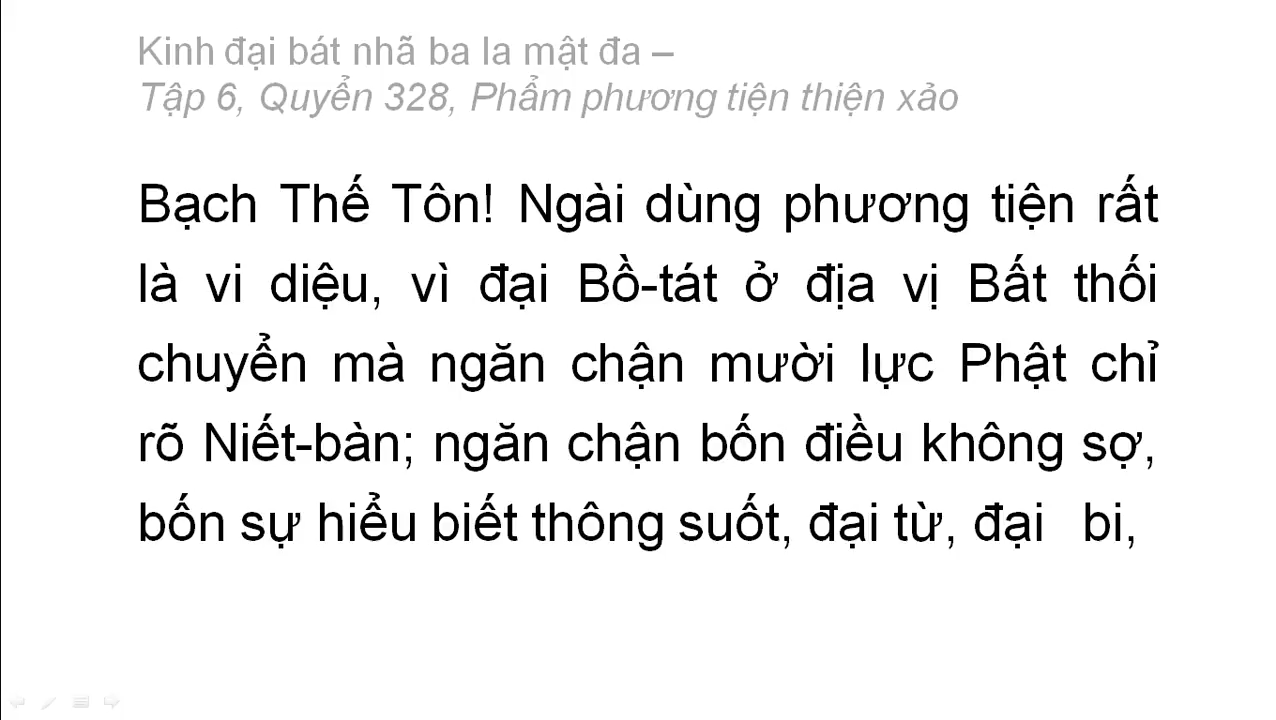 Kinh đại bát nhã ba la mật đa –
Tập 6, Quyển 328, Phẩm phương tiện thiện xảo
Bạch Thế Tôn! Ngài dùng phương tiện rất
là vi diệu, vì đại Bồ-tát ở địa vị Bất thối
chuyển mà ngăn chận mười lực Phật chỉ
rõ Niết-bàn; ngăn chận bốn điều không sợ,
bốn sự hiểu biết thông suốt, đại từ, đại bi,